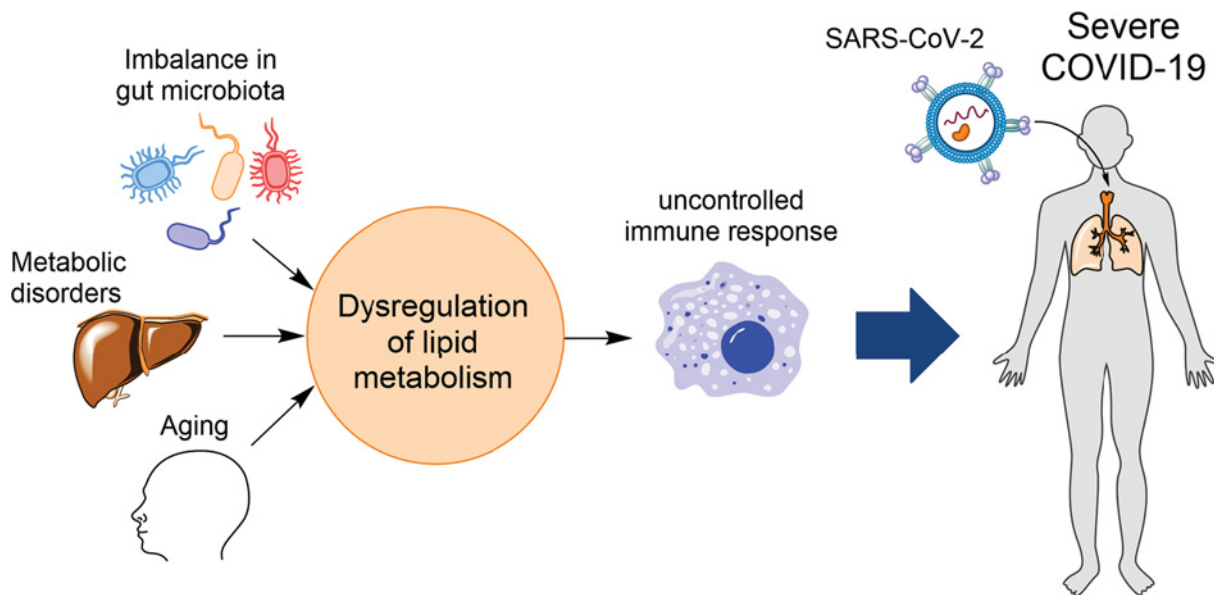 Imbalance in
gut microbiota
Metabolic
disorders
Aging
Dysregulation
of lipid
metabolism
uncontrolled
immune response
SARS-CoV-2
Severe
COVID-19